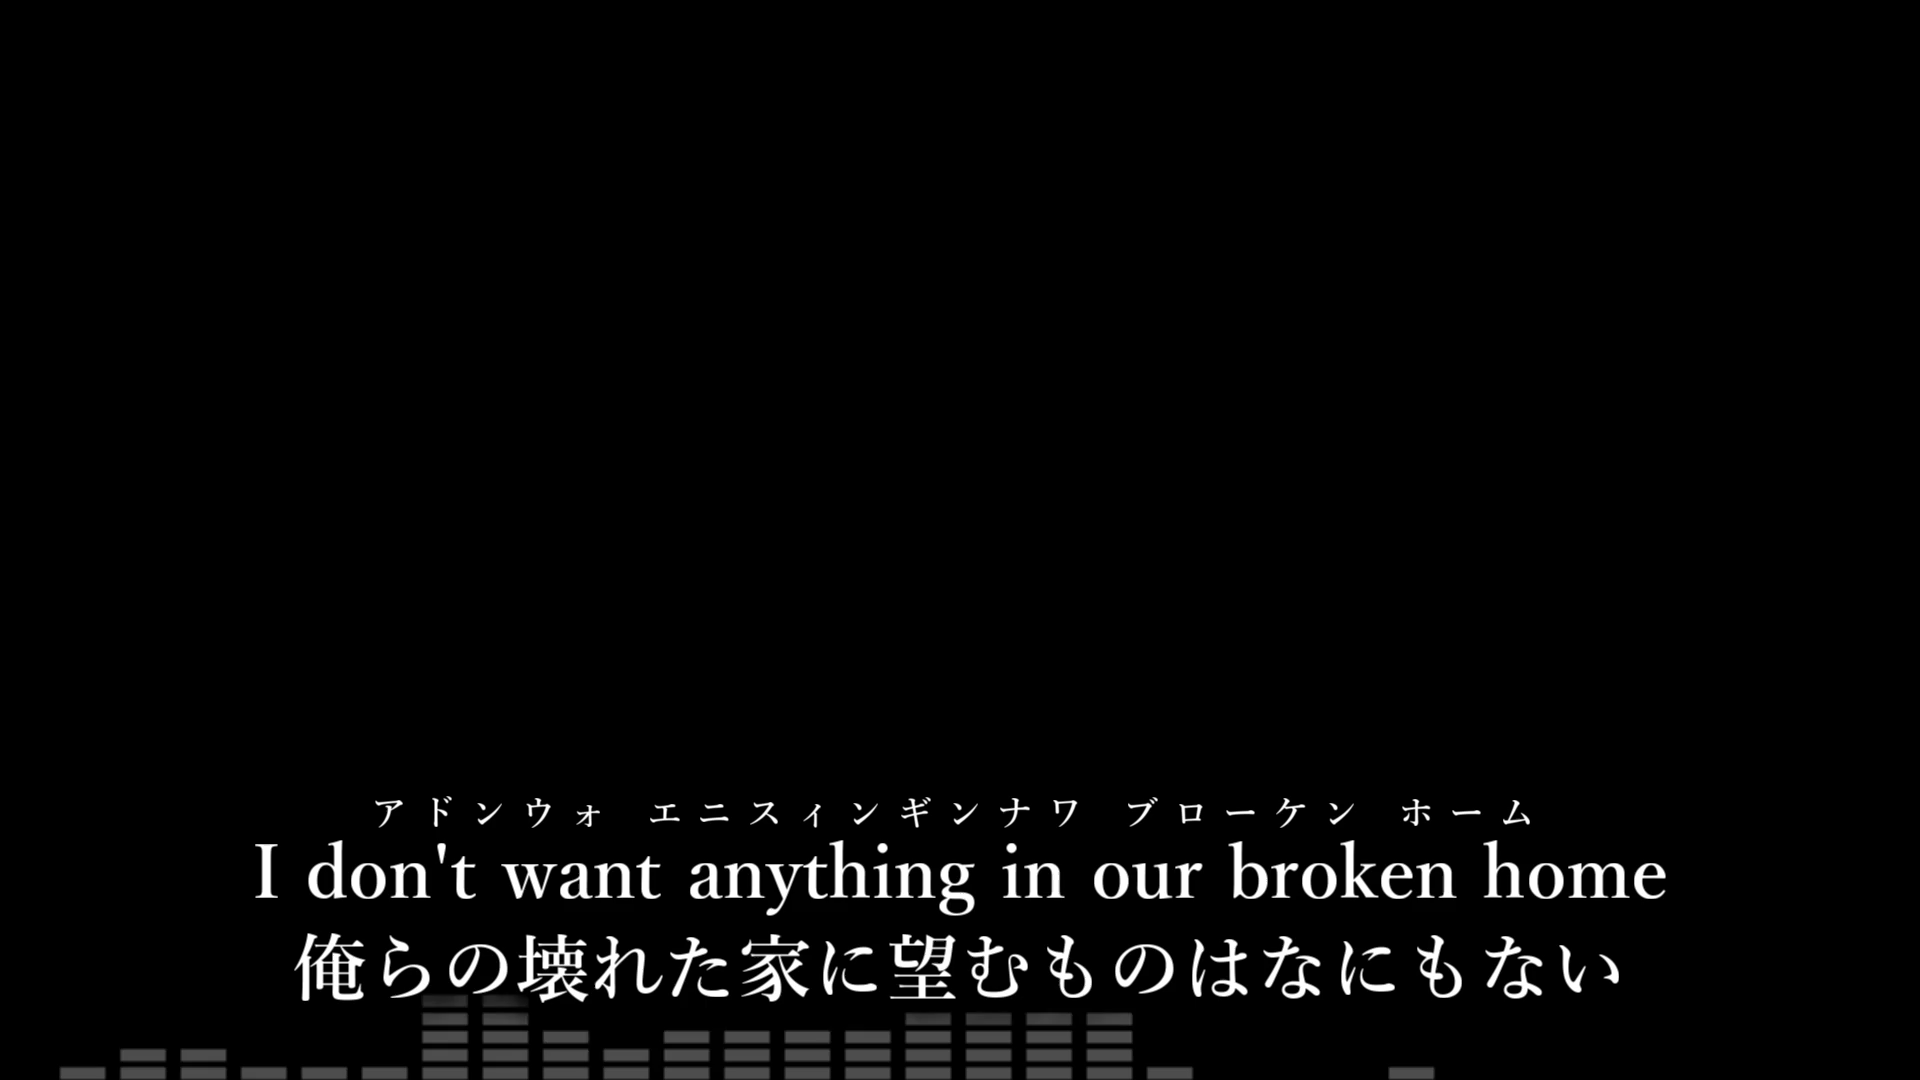 アドンウォ エニスィンギンナワ ブローケン ホーム
I don't want anything in our broken home
俺らの壊れた家に望むものはなにもない